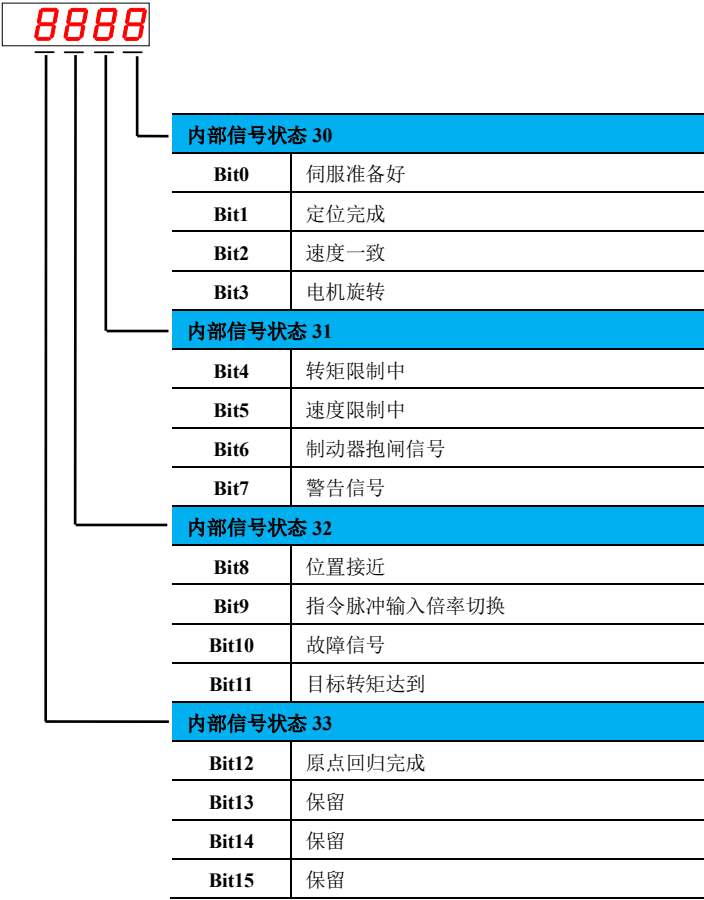 8888
内部信号状态 30
Bit0 伺服准备好
Bit1 定位完成
Bit2 速度一致
Bit3 电机旋转
内部信号状态 31
Bit4 转矩限制中
Bit5 速度限制中
Bit6 制动器抱闸信号
Bit7 警告信号
内部信号状态 32
Bit8 位置接近
Bit9 指令脉冲输入倍率切换
Bit10 故障信号
Bit11 目标转矩达到
内部信号状态 33
Bit12 原点回归完成
Bit13 保留
Bit14 保留
Bit15 保留